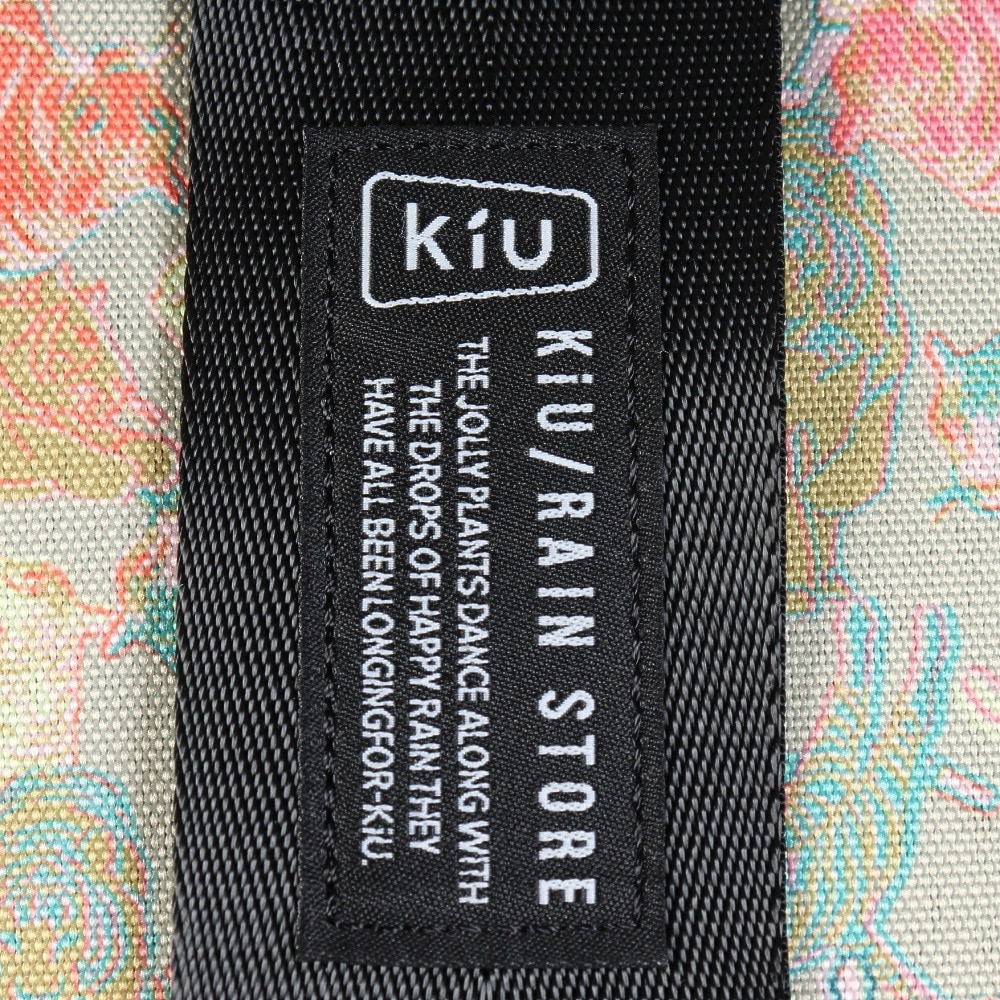 kíu
KiU/RAIN STORE
THE JOLLY PLANTS DANCE ALONG WITH
THE DROPS OF HAPPY RAIN THEY
HAVE ALL BEEN LONGINGFOR-KiU.